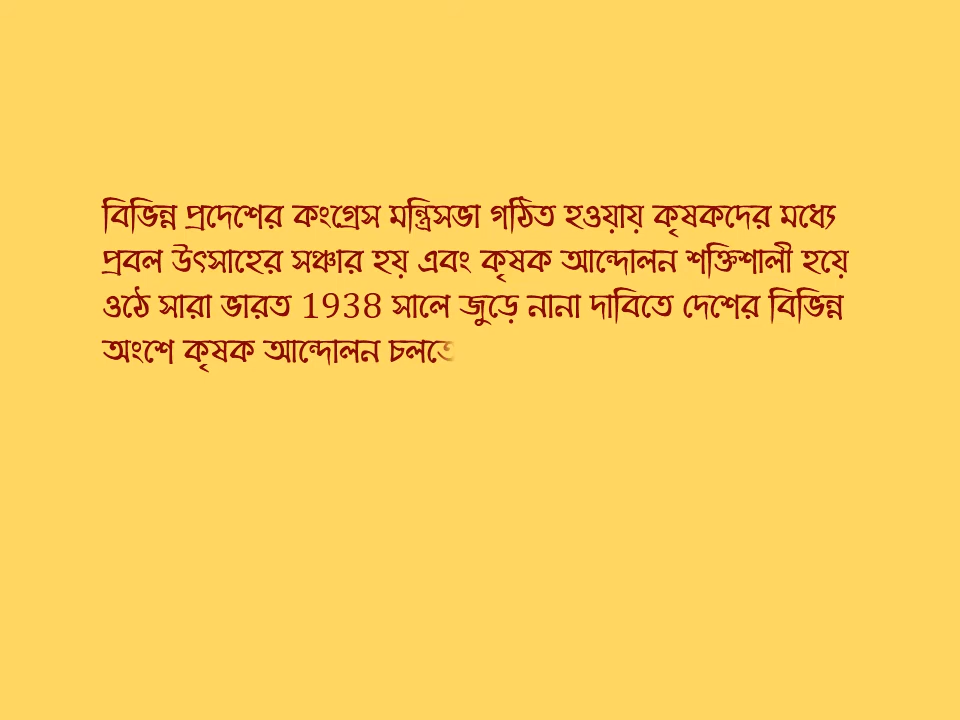 বিভিন্ন প্রদেশের কংগ্রেস মন্ত্রিসভা গঠিত হওয়ায় কৃষকদের মধ্যে
প্রবল উৎসাহের সঞ্চার হয় এবং কৃষক আন্দোলন শক্তিশালী হয়ে
ওঠে সারা ভারত 1938 সালে জুড়ে নানা দাবিতে দেশের বিভিন্ন
অংশে কৃষক আন্দোলন